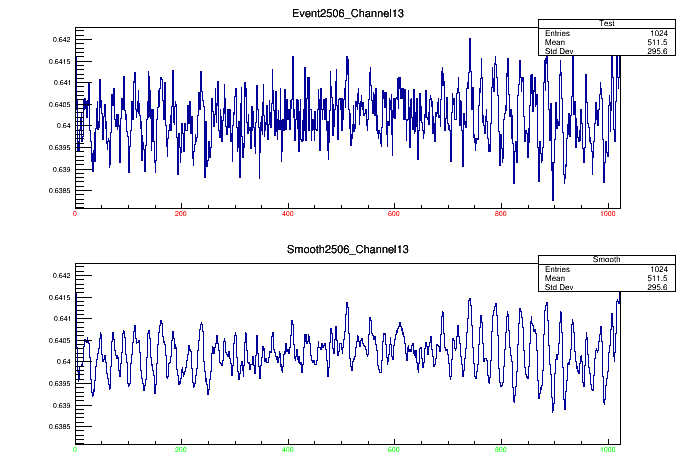 Event2506_Channel13
Test
Entries 1024
Mean 511.5
Std Dev 295.6
0.642
0.6415
0.641
0.6405
0.64
0.6395
0.639
0.6385
0 200 400 600 800 1000
Smooth2506_Channel13
Smooth
Entries 1024
Mean 511.5
Std Dev 295.6
0.642
0.6415
0.641
0.6405
0.64
0.6395
0.639
0.6385
0 200 400 600 800 1000